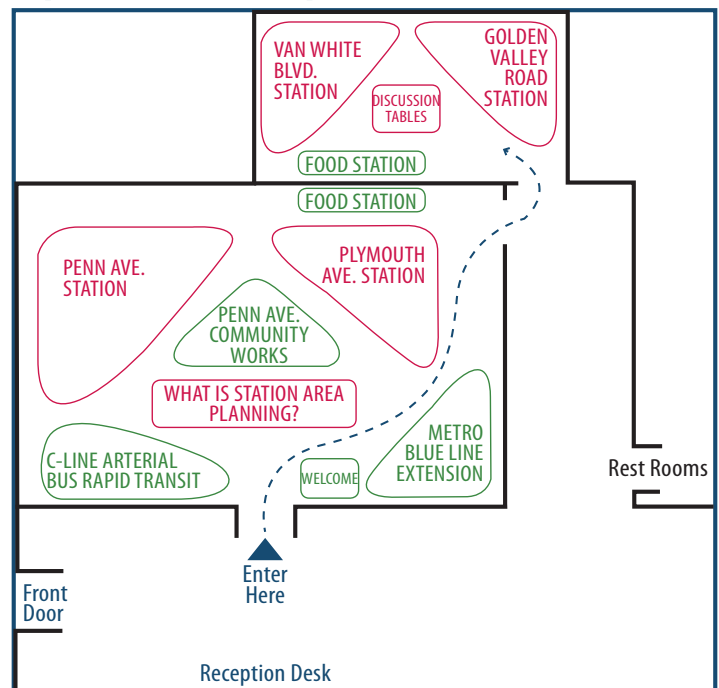 VAN WHITE
BLVD.
STATION
GOLDEN
VALLEY
ROAD
STATION
DISCUSSION
TABLES
FOOD STATION
FOOD STATION
PENN AVE.
STATION
PLYMOUTH
AVE. STATION
PENN AVE.
COMMUNITY
WORKS
WHAT IS STATION AREA
PLANNING?
C-LINE ARTERIAL
BUS RAPID TRANSIT
WELCOME
METRO
BLUE LINE
EXTENSION
Rest Rooms
Enter
Here
Front
Door
Reception Desk